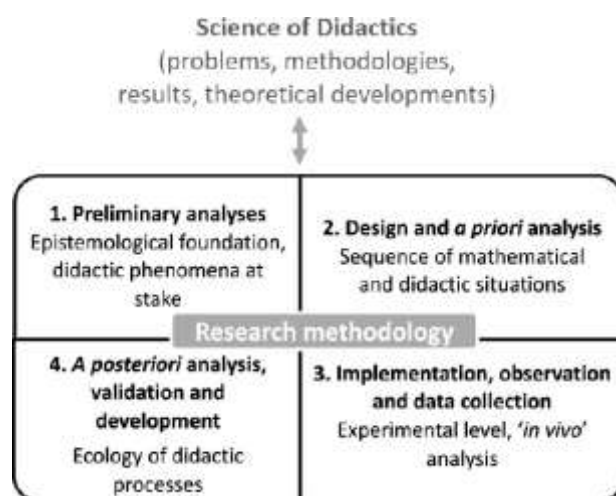 Science of Didactics
(problems, methodologies,
results, theoretical developments)
1. Preliminary analyses
Epistemological foundation,
didactic phenomena at
stake
2. Design and a priori analysis
Sequence of mathematical
and didactic situations
Research methodology
4. A posteriori analysis,
validation and
development
Ecology of didactic
processes
3. Implementation, observation
and data collection
Experimental level, ‘in vivo’
analysis